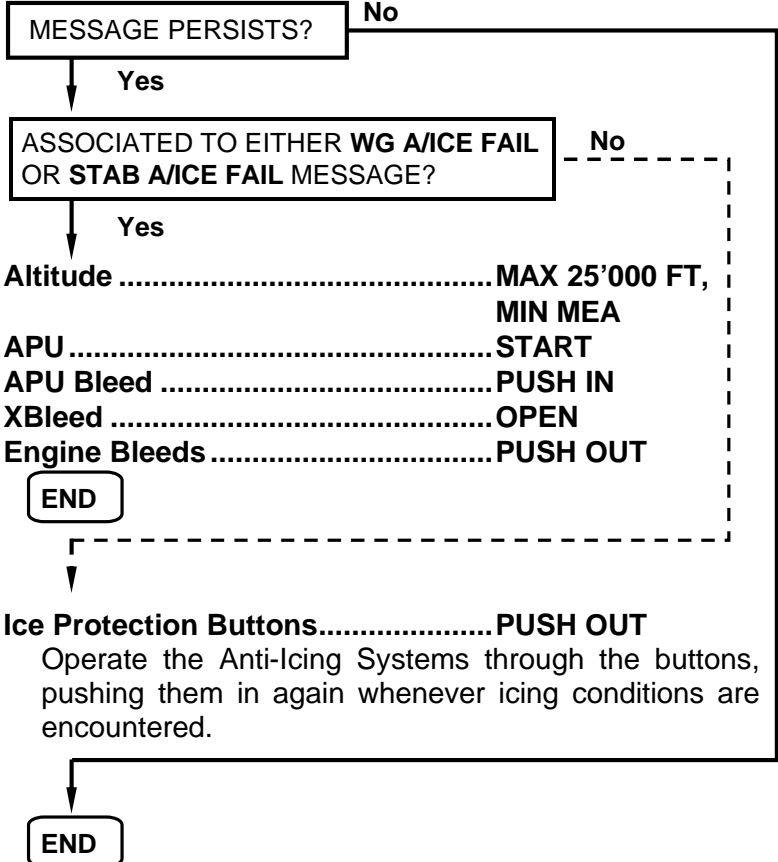 No
MESSAGE PERSISTS?
Yes
ASSOCIATED TO EITHER WG A/ICE FAIL
OR STAB A/ICE FAIL MESSAGE?
No
Yes
Altitude .............................................MAX 25'000 FT,
MIN MEA
APU...................................................START
APU Bleed ........................................PUSH IN
XBleed ..............................................OPEN
Engine Bleeds..................................PUSH OUT
END
Ice Protection Buttons.....................PUSH OUT
Operate the Anti-Icing Systems through the buttons,
pushing them in again whenever icing conditions are
encountered.
END